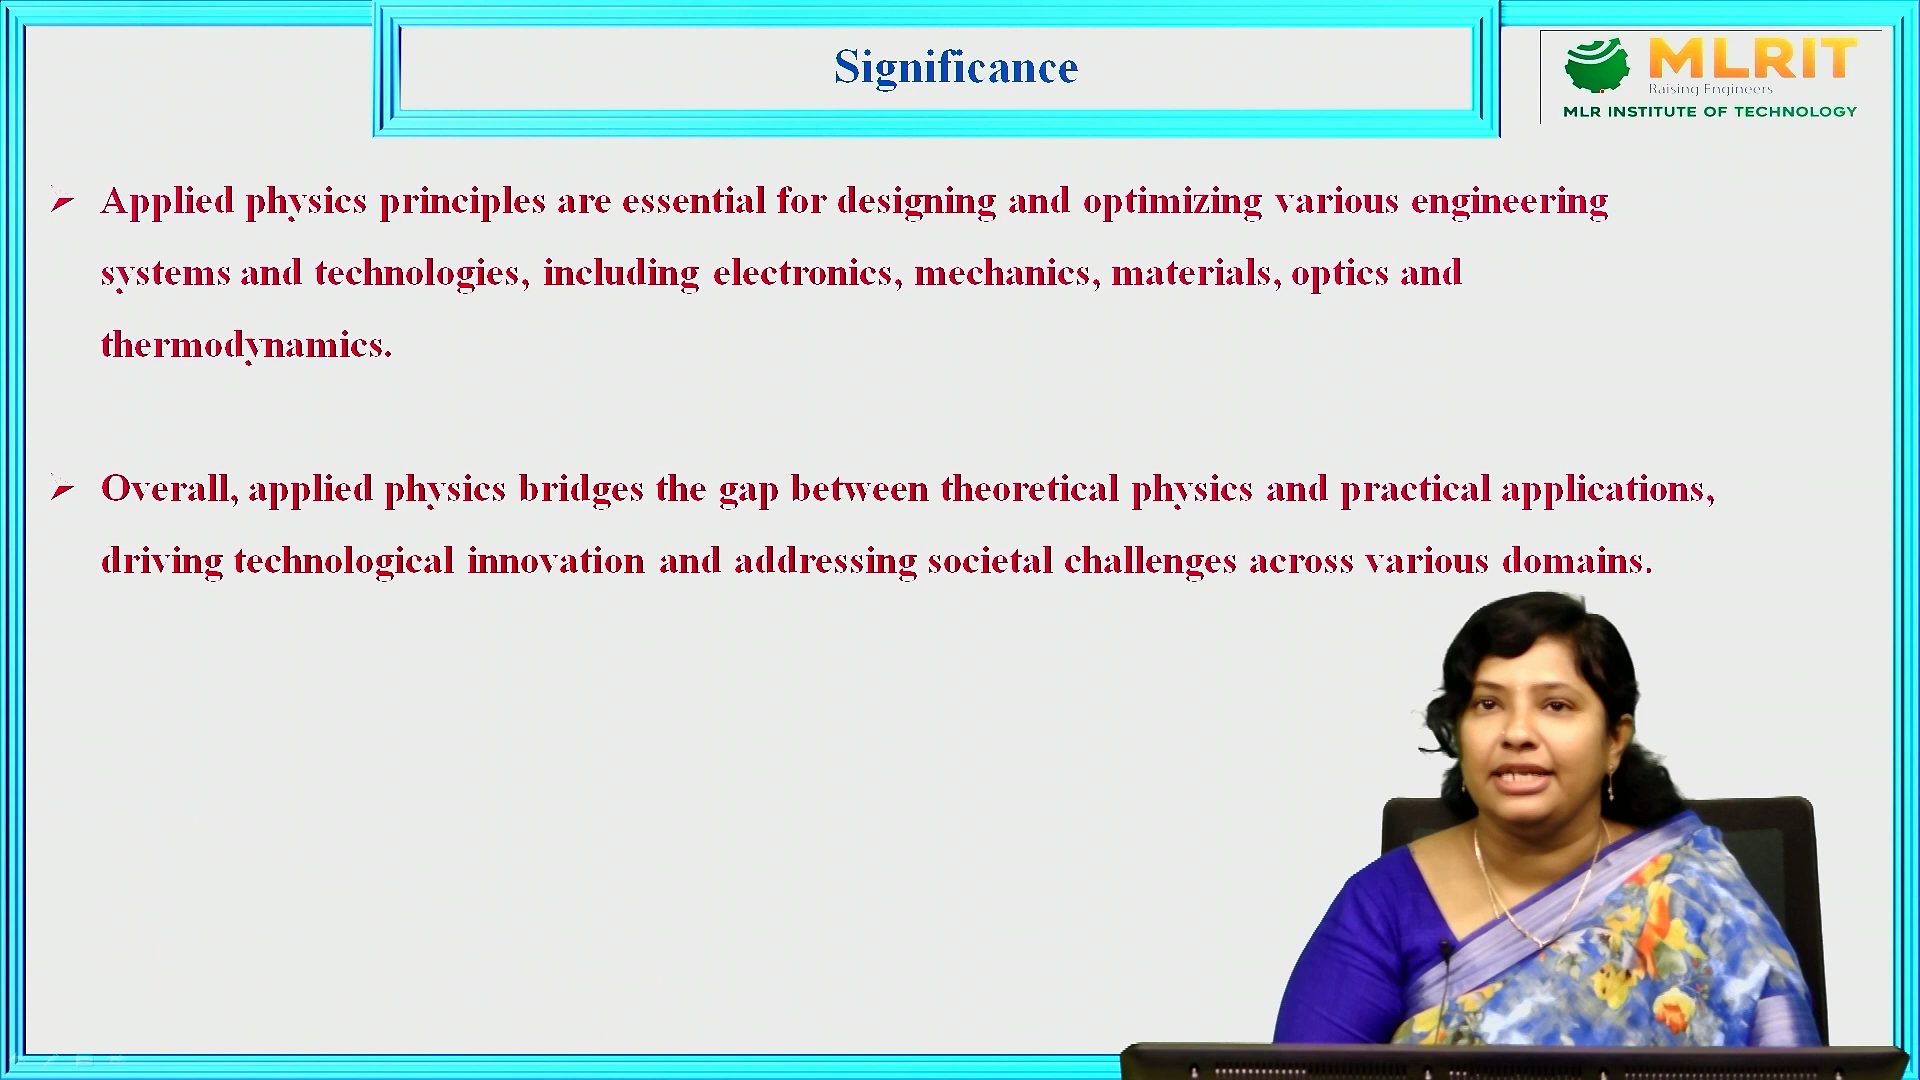 Significance
MLRIT
Raising Engineers
MLR INSTITUTE OF TECHNOLOGY
Applied physics principles are essential for designing and optimizing various engineering
systems and technologies, including electronics, mechanics, materials, optics and
thermodynamics.
Overall, applied physics bridges the gap between theoretical physics and practical applications,
driving technological innovation and addressing societal challenges across various domains.